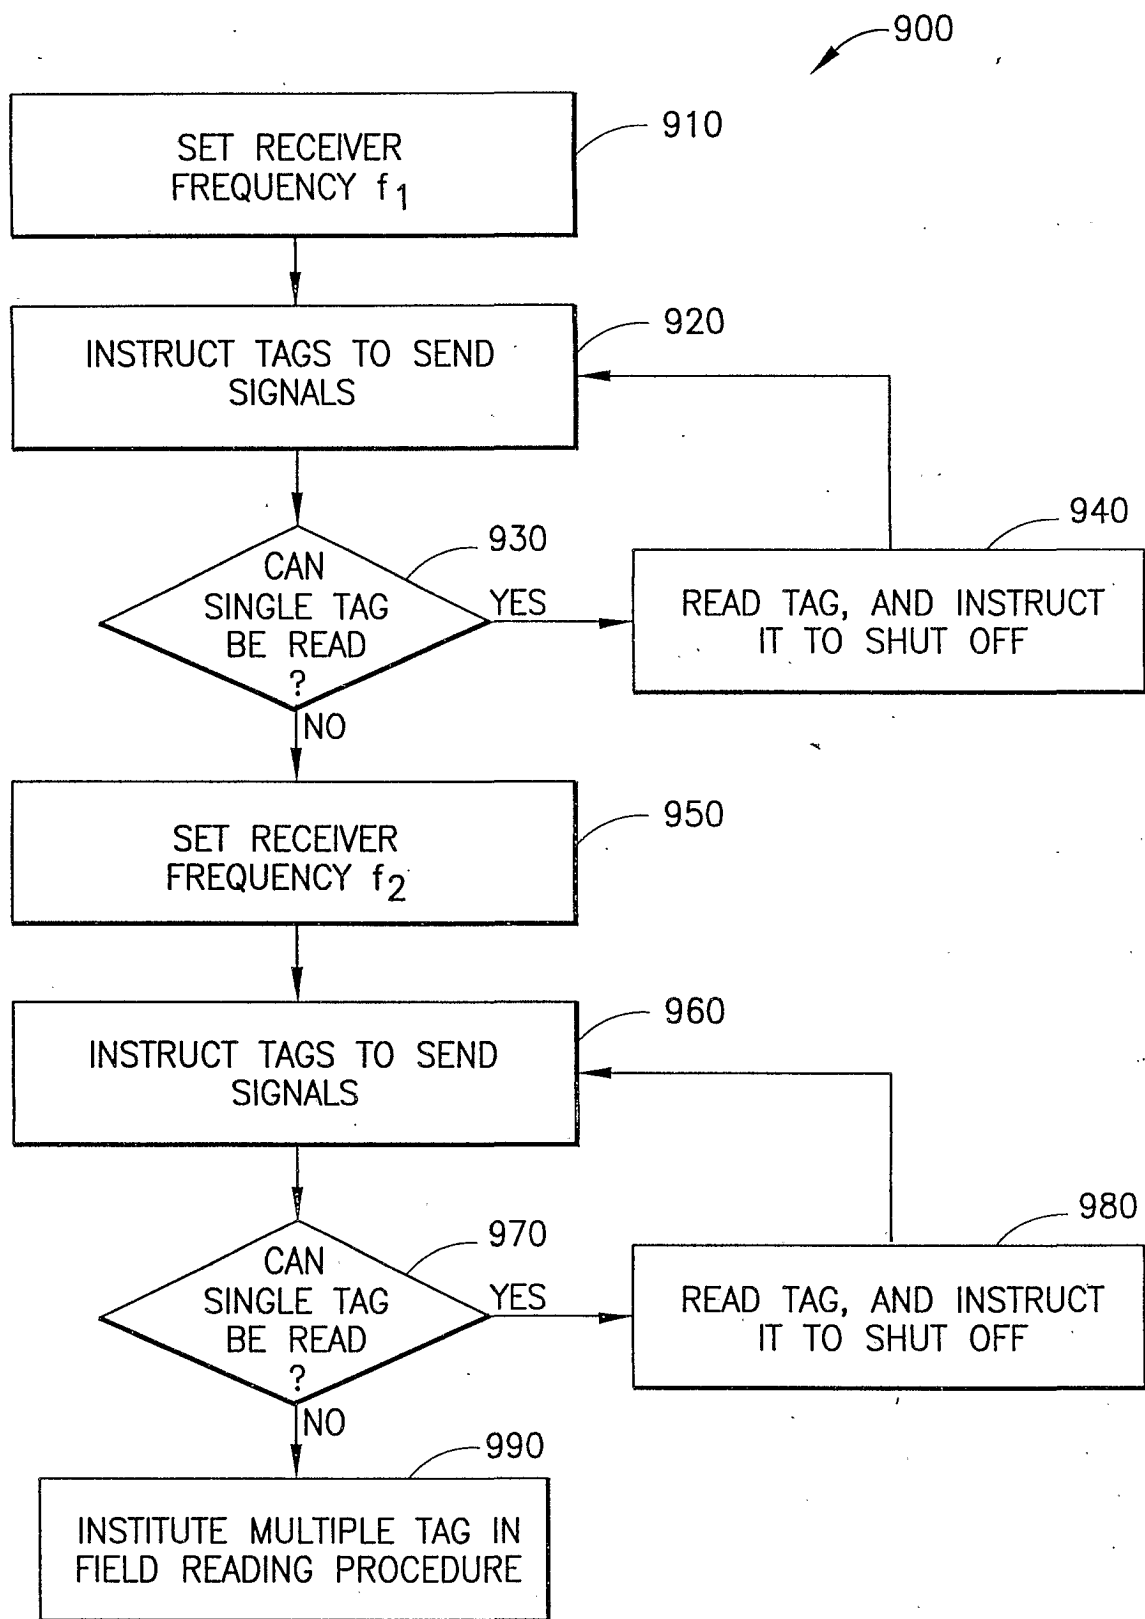 900
SET RECEIVER
FREQUENCY f1
910
INSTRUCT TAGS TO SEND
SIGNALS
920
CAN
SINGLE TAG
BE READ
?
930
YES
NO
READ TAG, AND INSTRUCT
IT TO SHUT OFF
940
SET RECEIVER
FREQUENCY f2
950
INSTRUCT TAGS TO SEND
SIGNALS
960
CAN
SINGLE TAG
BE READ
?
970
YES
NO
READ TAG, AND INSTRUCT
IT TO SHUT OFF
980
INSTITUTE MULTIPLE TAG IN
FIELD READING PROCEDURE
990